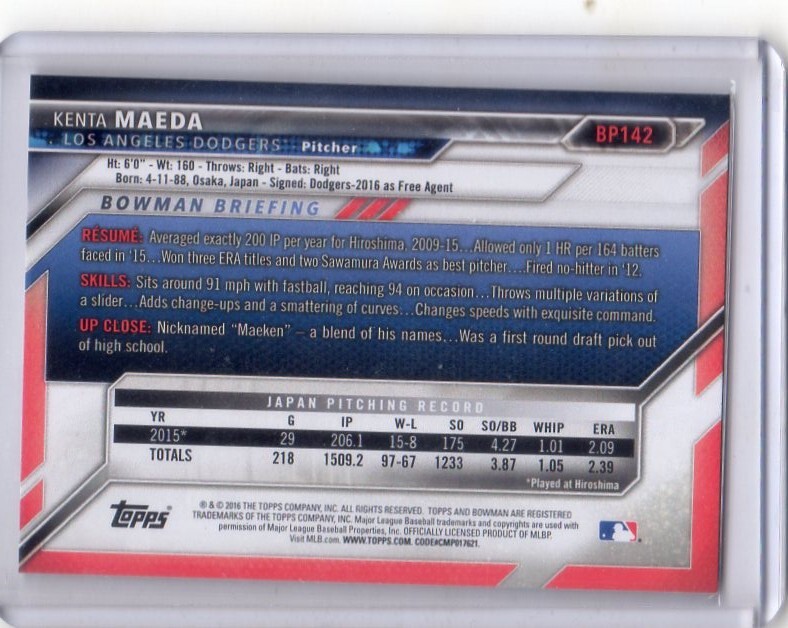 KENTA MAEDA BP142
LOS ANGELES DODGERS Pitcher
Ht: 6'0" - Wt: 160 - Throws: Right - Bats: Right
Born: 4-11-88, Osaka, Japan - Signed: Dodgers-2016 as Free Agent
BOWMAN BRIEFING
RÉSUMÉ: Averaged exactly 200 IP per year for Hiroshima, 2009-15...Allowed only 1 HR per 164 batters
faced in '15...Won three ERA titles and two Sawamura Awards as best pitcher....Fired no-hitter in '12.
SKILLS: Sits around 91 mph with fastball, reaching 94 on occasion...Throws multiple variations of
a slider...Adds change-ups and a smattering of curves...Changes speeds with exquisite command.
UP CLOSE: Nicknamed "Maeken" – a blend of his names...Was a first round draft pick out
of high school.
JAPAN PITCHING RECORD
YR G IP W-L SO SO/BB WHIP ERA
2015* 29 206.1 15-8 175 4.27 1.01 2.09
TOTALS 218 1509.2 97-67 1233 3.87 1.05 2.39
*Played at Hiroshima
topps
® & © 2016 THE TOPPS COMPANY, INC. ALL RIGHTS RESERVED. TOPPS AND BOWMAN ARE REGISTERED
TRADEMARKS OF THE TOPPS COMPANY, INC. Major League Baseball trademarks and copyrights are used with
permission of Major League Baseball Properties, Inc. OFFICIALLY LICENSED PRODUCT OF MLBP.
Visit MLB.com. WWW.TOPPS.COM. CODE#CMP017621.